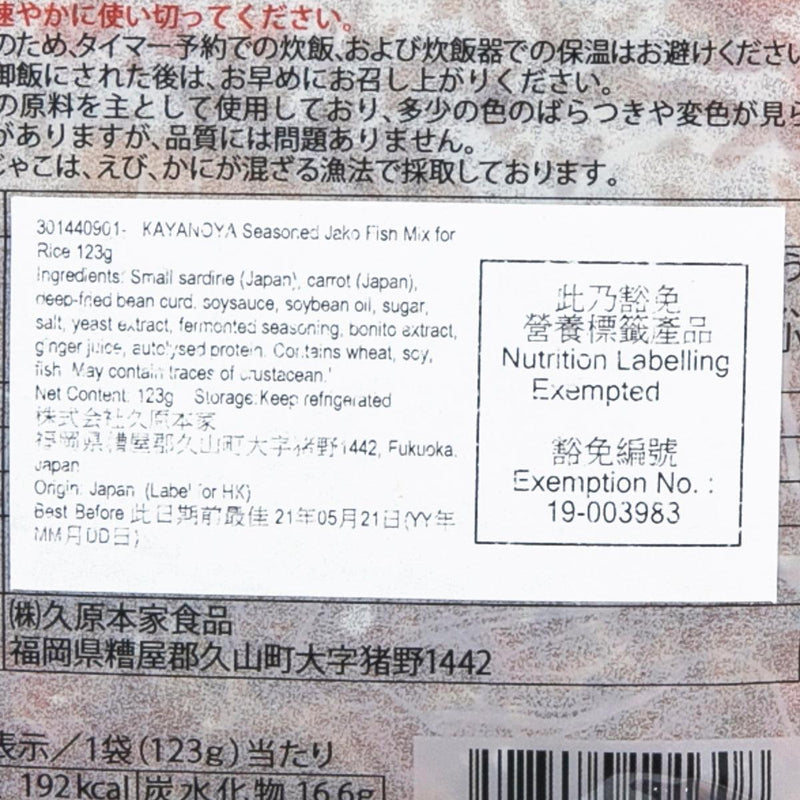 速やかに使い切ってください。
のため、タイマー予約での炊飯、および炊飯器での保温はお避けください
御飯にされた後は、お早めにお召し上がりください。
の原料を主として使用しており、多少の色のばらつきや変色が見ら
がありますが、品質には問題ありません。
じゃこは、えび、かにが混ざる漁法で採取しております。
301440901- KAYANOYA Seasoned Jako Fish Mix for
Rice 123g
Ingredients: Small sardine (Japan), carrot (Japan),
deep-fried bean curd, soysauce, soybean oil, sugar,
salt, yeast extract, fermented seasoning, bonito extract,
ginger juice, autolysed protein. Contains wheat, soy,
fish. May contain traces of crustacean.'
Net Content: 123g Storage:Keep refrigerated
株式会社久原本家
福岡県糟屋郡久山町大字猪野1442, Fukuoka,
Japan
Origin: Japan (Label for HK)
Best Before 此日期前最佳 21年05月21日(YY年
MM月DD日)
此乃豁免
營養標籤產品
Nutrition Labelling
Exempted
豁免編號
Exemption No. :
19-003983
㈱久原本家食品
福岡県糟屋郡久山町大字猪野1442
表示／1袋(123g)当たり
192kcal 炭水化物 16.6g